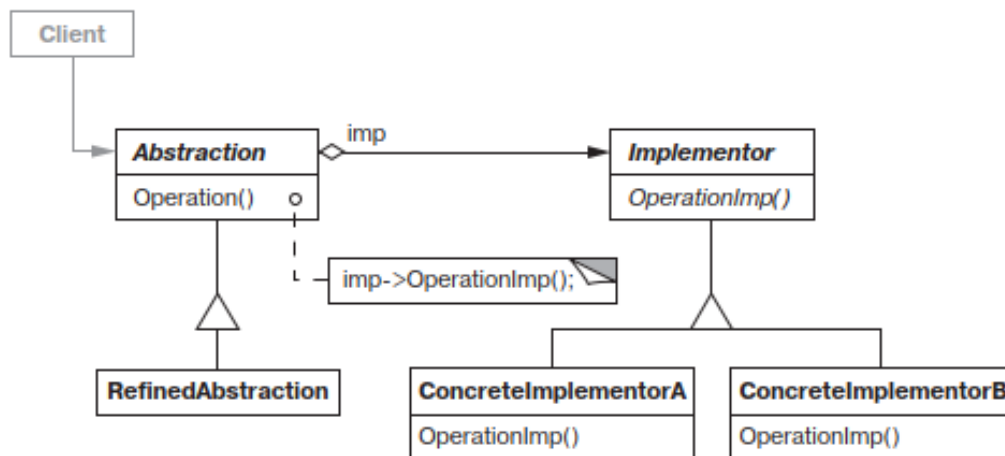 Client
imp
Abstraction
Implementor
Operation()
OperationImp()
imp->OperationImp();
RefinedAbstraction
ConcreteImplementorA
ConcreteImplementorB
OperationImp()
OperationImp()